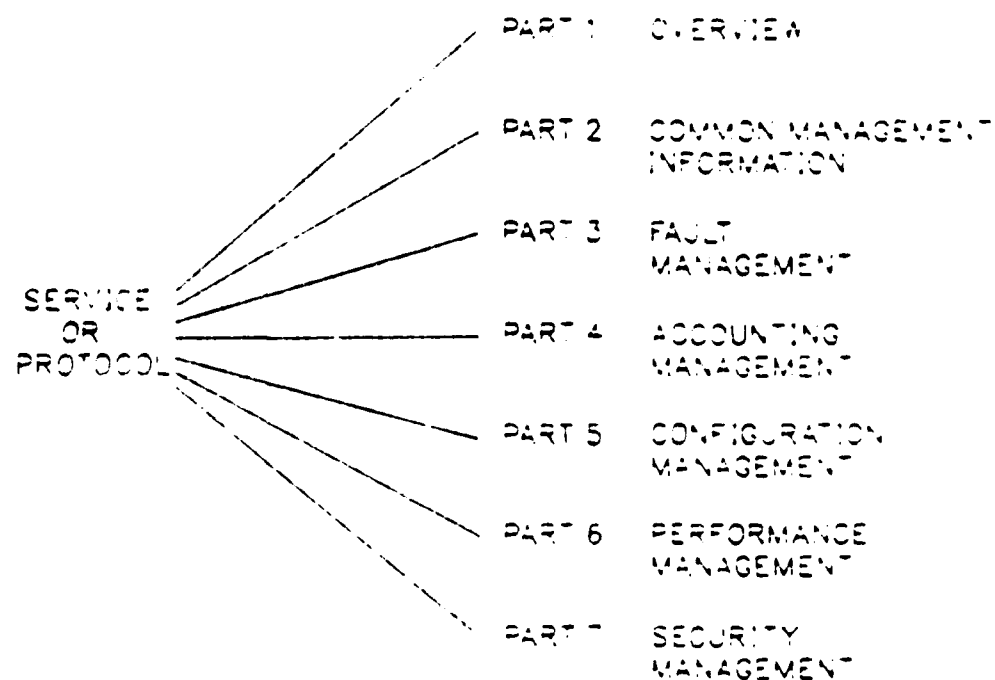 SERVICE
OR
PROTOCOL
PART 1 OVERVIEW
PART 2 COMMON MANAGEMENT
INFORMATION
PART 3 FAULT
MANAGEMENT
PART 4 ACCOUNTING
MANAGEMENT
PART 5 CONFIGURATION
MANAGEMENT
PART 6 PERFORMANCE
MANAGEMENT
PART 7 SECURITY
MANAGEMENT